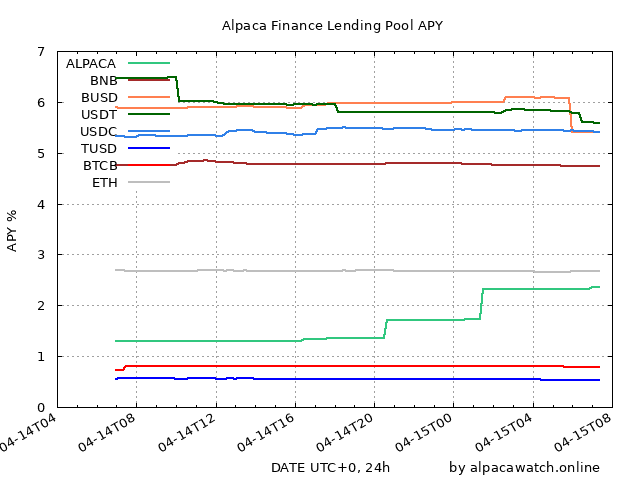 Alpaca Finance Lending Pool APY
7
6
5
4
3
2
1
0
APY %
ALPACA
BNB
BUSD
USDT
USDC
TUSD
BTCB
ETH
04-14T04
04-14T08
04-14T12
04-14T16
04-14T20
04-15T00
04-15T04
04-15T08
DATE UTC+0, 24h
by alpacawatch.online